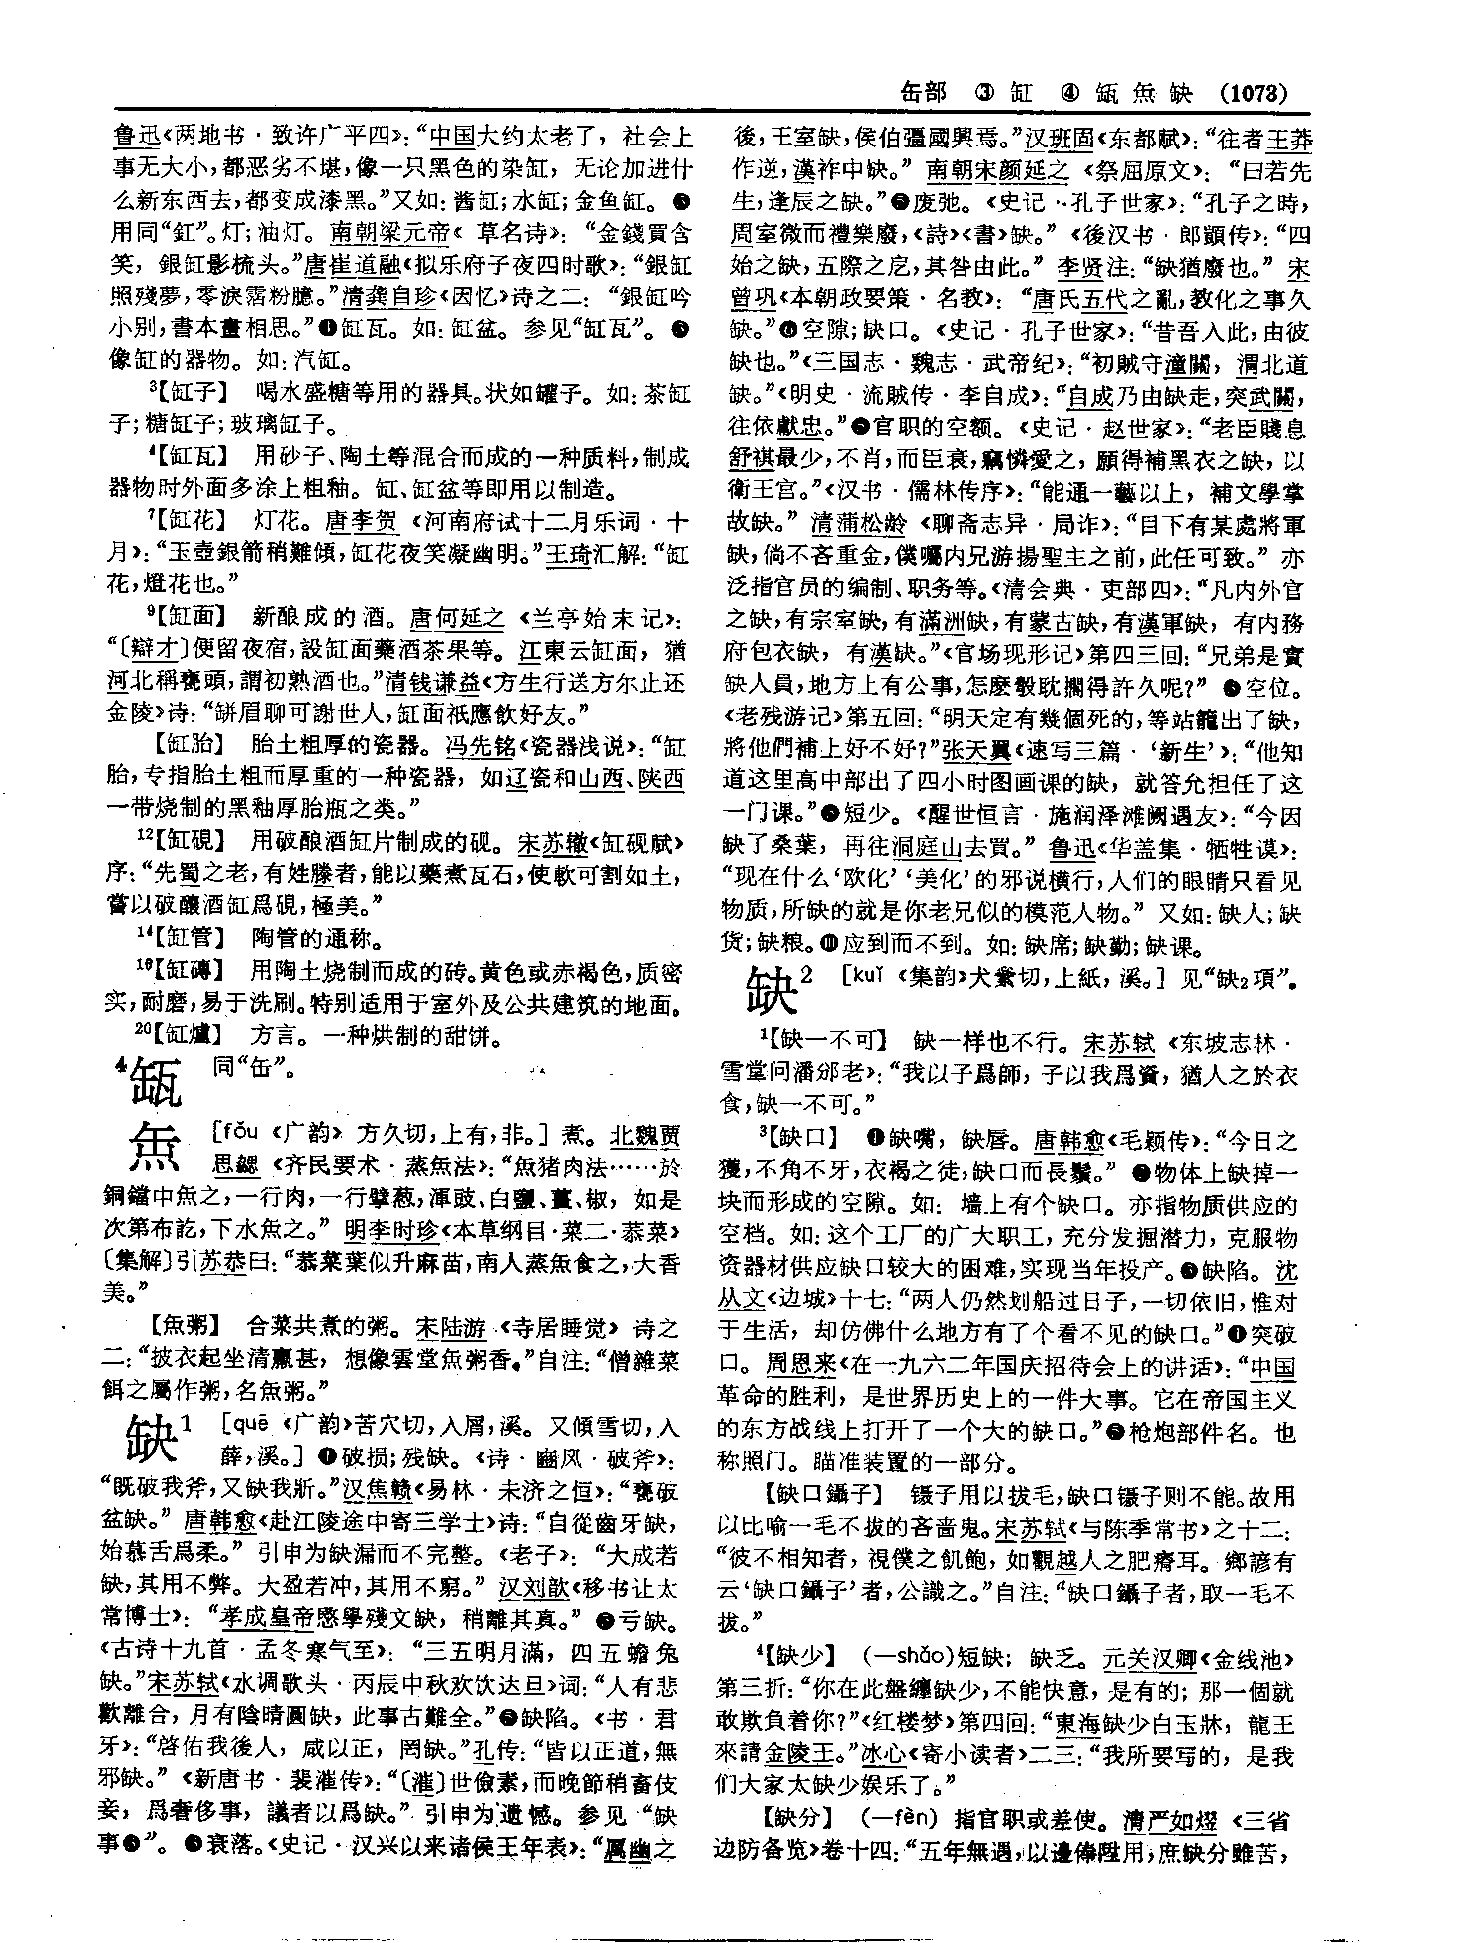 缶部 ③ 缸 ④ 缻 缹 缺 (1073)
鲁迅《两地书·致许广平四》：“中国大约太老了，社会上
事无大小，都恶劣不堪，像一只黑色的染缸，无论加进什
么新东西去，都变成漆黑。”又如：酱缸；水缸；金鱼缸。❸
用同“釭”。灯；油灯。南朝梁元帝《草名诗》：“金錢買含
笑，銀缸影梳头。”唐崔道融《拟乐府子夜四时歌》：“銀缸
照殘夢，零淚霑粉臆。”清龚自珍《因忆》诗之二：“銀缸吟
小别，書本畫相思。”❹缸瓦。如：缸盆。参见“缸瓦”。❺
像缸的器物。如：汽缸。
³【缸子】 喝水盛糖等用的器具。状如罐子。如：茶缸
子；糖缸子；玻璃缸子。
⁴【缸瓦】 用砂子、陶土等混合而成的一种质料，制成
器物时外面多涂上粗釉。缸、缸盆等即用以制造。
⁷【缸花】 灯花。唐李贺《河南府试十二月乐词·十
月》：“玉壺銀箭稍難傾，缸花夜笑凝幽明。”王琦汇解：“缸
花，燈花也。”
⁹【缸面】 新酿成的酒。唐何延之《兰亭始末记》：
“〔辯才〕便留夜宿，設缸面藥酒茶果等。江東云缸面，猶
河北稱甕頭，謂初熟酒也。”清钱谦益《方生行送方尔止还
金陵》诗：“缾眉聊可謝世人，缸面祇應飲好友。”
【缸胎】 胎土粗厚的瓷器。冯先铭《瓷器浅说》：“缸
胎，专指胎土粗而厚重的一种瓷器，如辽瓷和山西、陕西
一带烧制的黑釉厚胎瓶之类。”
¹²【缸硯】 用破酿酒缸片制成的砚。宋苏辙《缸砚赋》
序：“先蜀之老，有姓滕者，能以藥煮瓦石，使軟可割如土，
嘗以破釀酒缸爲硯，極美。”
¹⁴【缸管】 陶管的通称。
¹⁶【缸磚】 用陶土烧制而成的砖。黄色或赤褐色，质密
实，耐磨，易于洗刷。特别适用于室外及公共建筑的地面。
²⁰【缸爐】 方言。一种烘制的甜饼。
⁴缻 同“缶”。
缹 [fǒu 《广韵》方久切，上有，非。] 煮。北魏贾
思勰《齐民要术·蒸缹法》：“缹猪肉法……於
銅鐺中缹之，一行肉，一行擘葱，渾豉、白鹽、薑、椒，如是
次第布訖，下水缹之。”明李时珍《本草纲目·菜二·菾菜》
〔集解〕引苏恭曰：“菾菜葉似升麻苗，南人蒸缹食之，大香
美。”
【缹粥】 合菜共煮的粥。宋陆游《寺居睡觉》诗之
二：“披衣起坐清羸甚，想像雲堂缹粥香。”自注：“僧雜菜
餌之屬作粥，名缹粥。”
缺¹ [quē 《广韵》苦穴切，入屑，溪。又傾雪切，入
薛，溪。] ❶破损；残缺。《诗·豳风·破斧》：
“既破我斧，又缺我斨。”汉焦赣《易林·未济之恒》：“甕破
盆缺。”唐韩愈《赴江陵途中寄三学士》诗：“自從齒牙缺，
始慕舌爲柔。”引申为缺漏而不完整。《老子》：“大成若
缺，其用不弊。大盈若冲，其用不窮。”汉刘歆《移书让太
常博士》：“孝成皇帝愍學殘文缺，稍離其真。”❷亏缺。
《古诗十九首·孟冬寒气至》：“三五明月滿，四五蟾兔
缺。”宋苏轼《水调歌头·丙辰中秋欢饮达旦》词：“人有悲
歡離合，月有陰晴圓缺，此事古難全。”❸缺陷。《书·君
牙》：“啓佑我後人，咸以正，罔缺。”孔传：“皆以正道，無
邪缺。”《新唐书·裴漼传》：“〔漼〕世儉素，而晚節稍畜伎
妾，爲奢侈事，議者以爲缺。”引申为遗憾。参见“缺
事❷”。❹衰落。《史记·汉兴以来诸侯王年表》：“厲幽之
後，王室缺，侯伯彊國興焉。”汉班固《东都赋》：“往者王莽
作逆，漢祚中缺。”南朝宋颜延之《祭屈原文》：“曰若先
生，逢辰之缺。”❺废弛。《史记·孔子世家》：“孔子之時，
周室微而禮樂廢，《詩》《書》缺。”《後汉书·郎顗传》：“四
始之缺，五際之戹，其咎由此。”李贤注：“缺猶廢也。”宋
曾巩《本朝政要策·名教》：“唐氏五代之亂，教化之事久
缺。”❻空隙；缺口。《史记·孔子世家》：“昔吾入此，由彼
缺也。”《三国志·魏志·武帝纪》：“初賊守潼關，渭北道
缺。”《明史·流贼传·李自成》：“自成乃由缺走，突武關，
往依獻忠。”❼官职的空额。《史记·赵世家》：“老臣賤息
舒祺最少，不肖，而臣衰，竊憐愛之，願得補黑衣之缺，以
衛王宫。”《汉书·儒林传序》：“能通一藝以上，補文學掌
故缺。”清蒲松龄《聊斋志异·局诈》：“目下有某處將軍
缺，倘不吝重金，僕囑内兄游揚聖主之前，此任可致。”亦
泛指官员的编制、职务等。《清会典·吏部四》：“凡内外官
之缺，有宗室缺，有滿洲缺，有蒙古缺，有漢軍缺，有内務
府包衣缺，有漢缺。”《官场现形记》第四三回：“兄弟是實
缺人員，地方上有公事，怎麽彀耽擱得許久呢？”❽空位。
《老残游记》第五回：“明天定有幾個死的，等站籠出了缺，
將他們補上好不好？”张天翼《速写三篇·‘新生’》：“他知
道这里高中部出了四小时图画课的缺，就答允担任了这
一门课。”❾短少。《醒世恒言·施润泽滩阙遇友》：“今因
缺了桑葉，再往洞庭山去買。”鲁迅《华盖集·牺牲谟》：
“现在什么‘欧化’‘美化’的邪说横行，人们的眼睛只看见
物质，所缺的就是你老兄似的模范人物。”又如：缺人；缺
货；缺粮。❿应到而不到。如：缺席；缺勤；缺课。
缺² [kuǐ 《集韵》犬繠切，上紙，溪。] 见“缺₂項”。
¹【缺一不可】 缺一样也不行。宋苏轼《东坡志林·
雪堂问潘邠老》：“我以子爲師，子以我爲資，猶人之於衣
食，缺一不可。”
³【缺口】 ❶缺嘴，缺唇。唐韩愈《毛颖传》：“今日之
獲，不角不牙，衣褐之徒，缺口而長鬚。”❷物体上缺掉一
块而形成的空隙。如：墙上有个缺口。亦指物质供应的
空档。如：这个工厂的广大职工，充分发掘潜力，克服物
资器材供应缺口较大的困难，实现当年投产。❸缺陷。沈
从文《边城》十七：“两人仍然划船过日子，一切依旧，惟对
于生活，却仿佛什么地方有了个看不见的缺口。”❹突破
口。周恩来《在一九六二年国庆招待会上的讲话》：“中国
革命的胜利，是世界历史上的一件大事。它在帝国主义
的东方战线上打开了一个大的缺口。”❺枪炮部件名。也
称照门。瞄准装置的一部分。
【缺口鑷子】 镊子用以拔毛，缺口镊子则不能。故用
以比喻一毛不拔的吝啬鬼。宋苏轼《与陈季常书》之十二：
“彼不相知者，視僕之飢飽，如觀越人之肥瘠耳。鄉諺有
云‘缺口鑷子’者，公識之。”自注：“缺口鑷子者，取一毛不
拔。”
⁴【缺少】 （—shǎo）短缺；缺乏。元关汉卿《金线池》
第三折：“你在此盤纏缺少，不能快意，是有的；那一個就
敢欺負着你？”《红楼梦》第四回：“東海缺少白玉牀，龍王
來請金陵王。”冰心《寄小读者》二三：“我所要写的，是我
们大家太缺少娱乐了。”
【缺分】 （—fèn）指官职或差使。清严如熤《三省
边防备览》卷十四：“五年無過，以邊俸陞用，庶缺分雖苦，